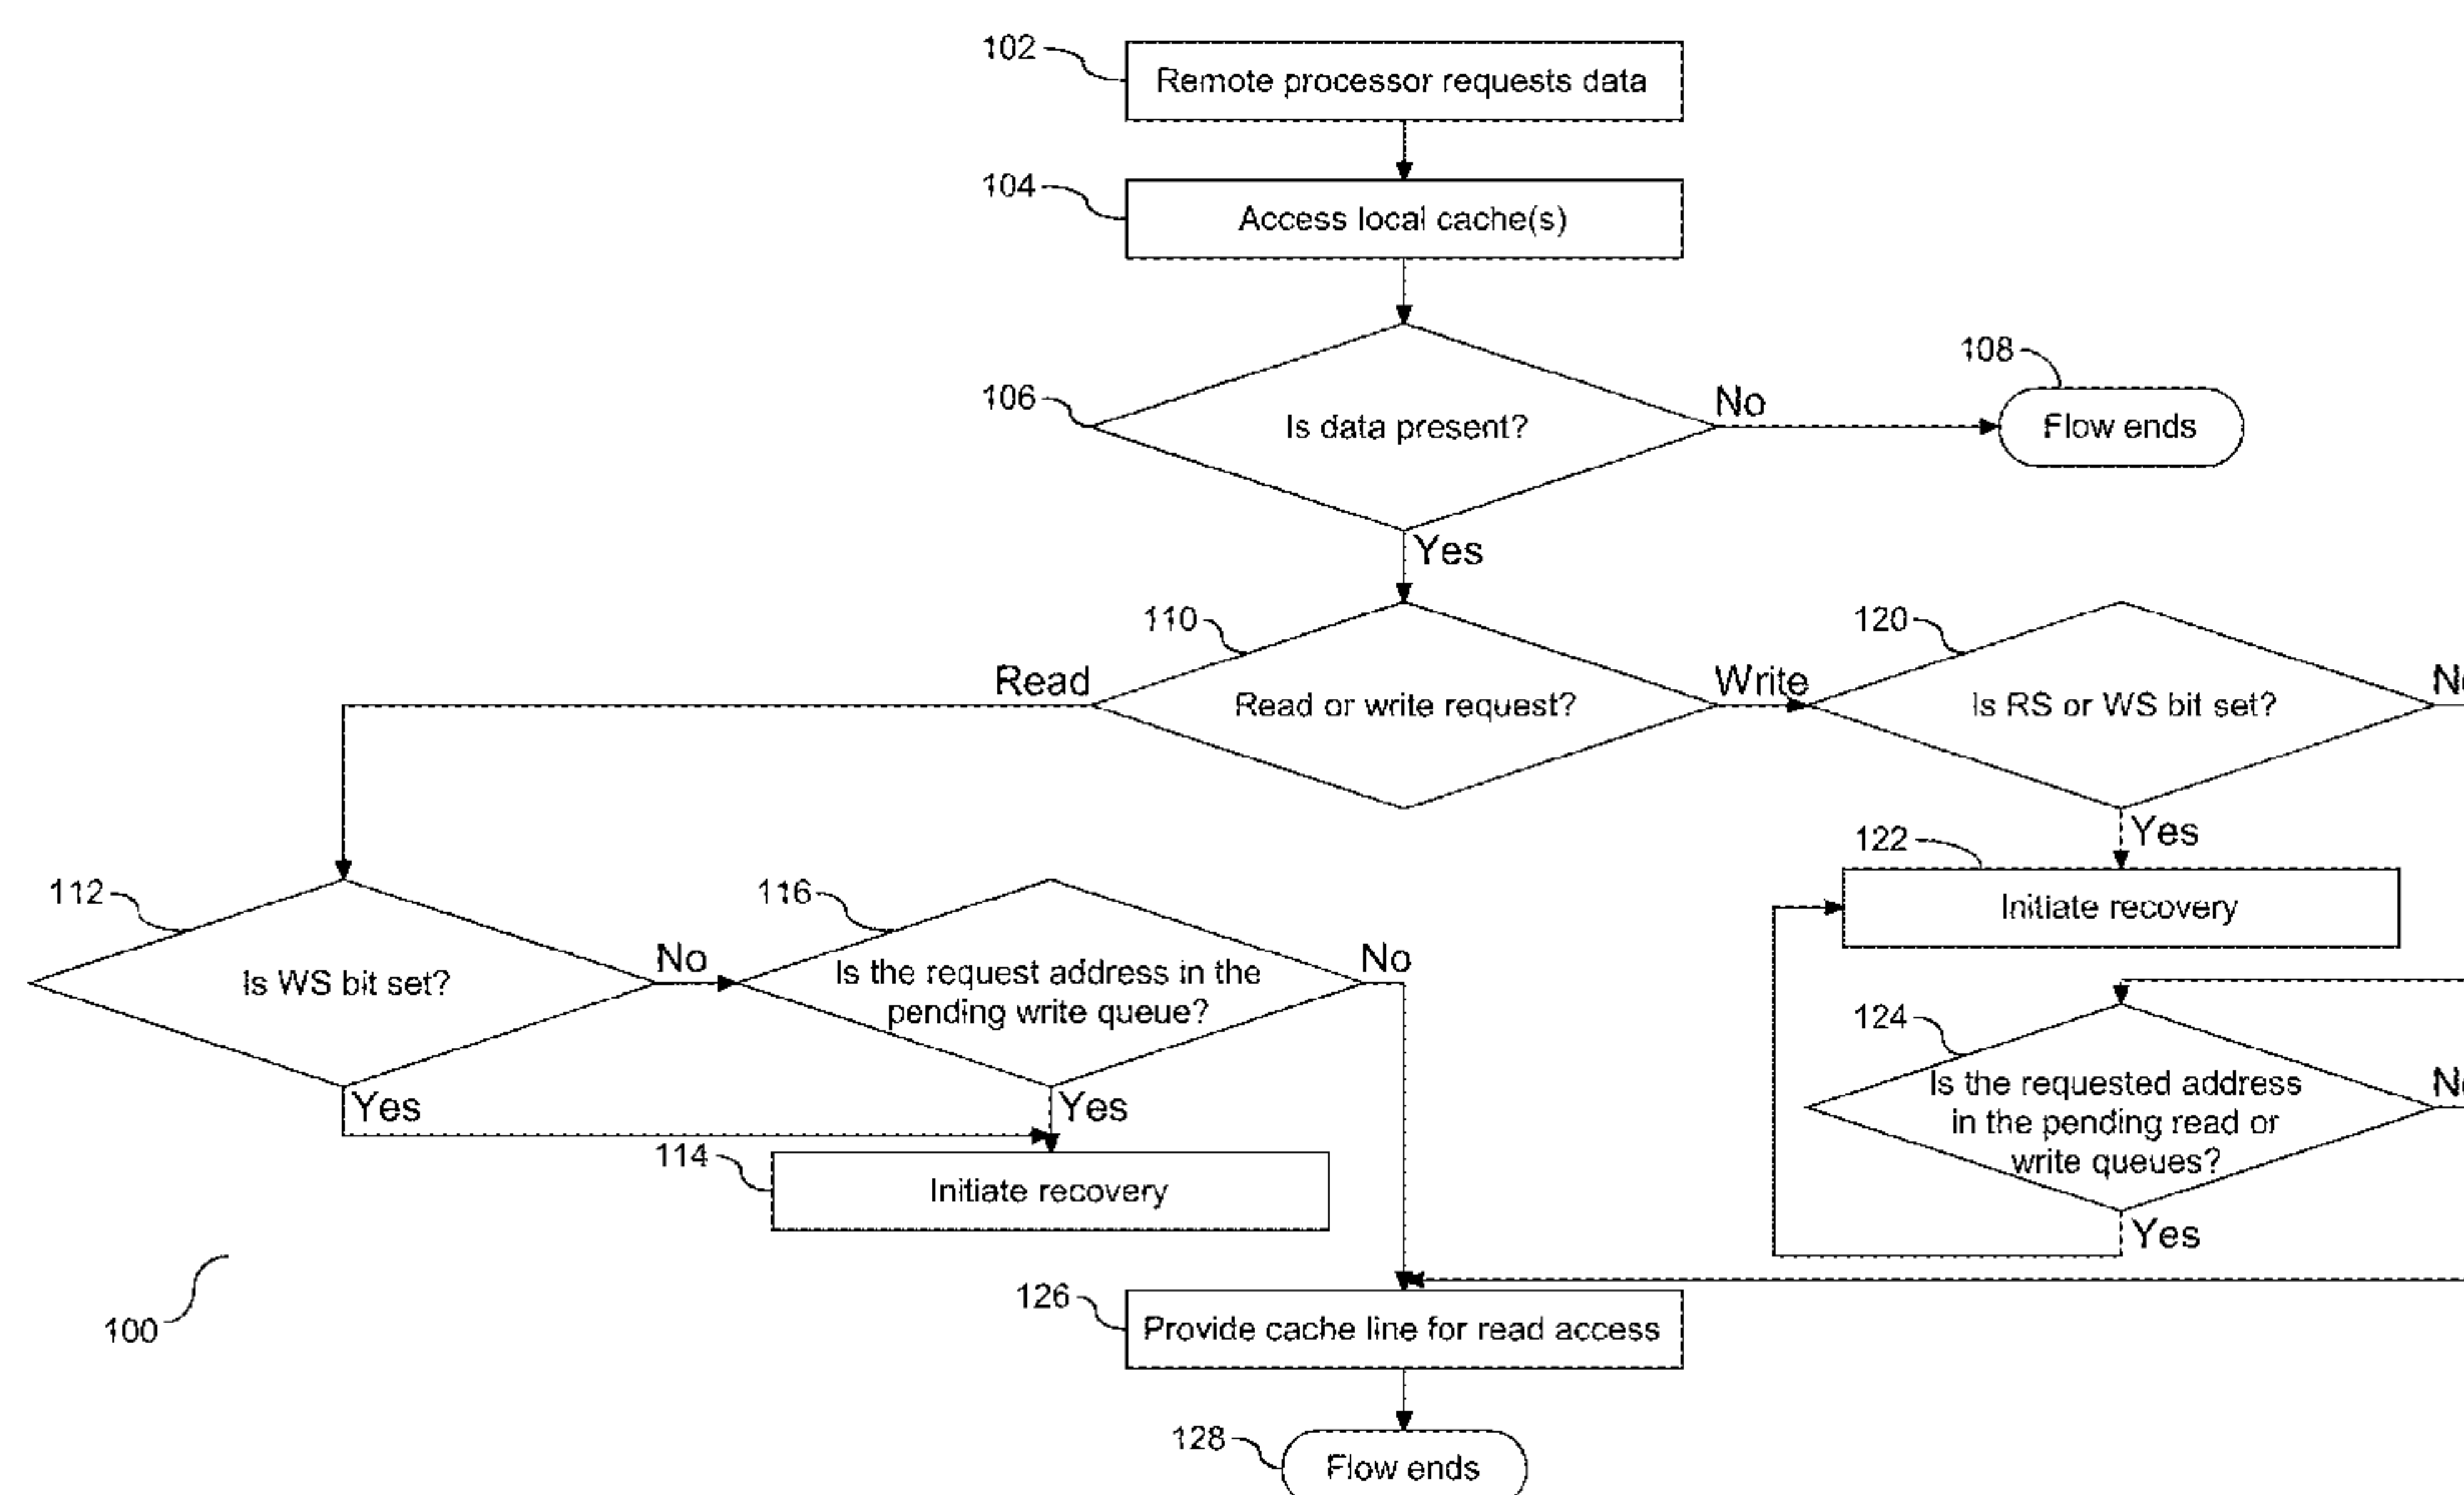 102
Remote processor requests data
104
Access local cache(s)
108
106
Is data present?
No
Flow ends
Yes
110
120
Read
Read or write request?
Write
Is RS or WS bit set?
Yes
122
Initiate recovery
112
116
Is WS bit set?
No
Is the request address in the
pending write queue?
No
124
Is the requested address
in the pending read or
write queues?
Yes
Yes
Yes
114
Initiate recovery
100
126
Provide cache line for read access
128
Flow ends